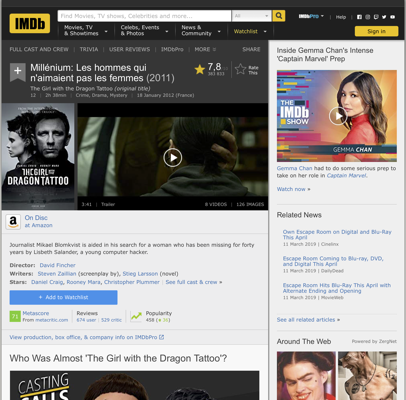 IMDb
Find Movies, TV shows, Celebrities and more...
All
IMDbPro
Help
Movies, TV & Showtimes
Celebs, Events & Photos
News & Community
Watchlist
Sign in
FULL CAST AND CREW | TRIVIA | USER REVIEWS | IMDbPro | MORE
SHARE
Millénium: Les hommes qui
n'aimaient pas les femmes (2011)
The Girl with the Dragon Tattoo (original title)
12 | 2h 38min | Crime, Drama, Mystery | 18 January 2012 (France)
7,8
Rate
This
THE GIRL
WITH THE
DRAGON TATTOO
3:41 | Trailer
8 VIDEOS | 126 IMAGES
On Disc
at Amazon
Journalist Mikael Blomkvist is aided in his search for a woman who has been missing for forty
years by Lisbeth Salander, a young computer hacker.
Director: David Fincher
Writers: Steven Zaillian (screenplay by), Stieg Larsson (novel)
Stars: Daniel Craig, Rooney Mara, Christopher Plummer | See full cast & crew »
+ Add to Watchlist
71
Metascore
From metacritic.com
Reviews
674 user | 529 critic
Popularity
458
View production, box office, & company info on IMDbPro
Who Was Almost 'The Girl with the Dragon Tattoo'?
CASTING
CALLS
Inside Gemma Chan's Intense
'Captain Marvel' Prep
THE
IMDb
SHOW
GEMMA CHAN
Gemma Chan had to do some serious prep to
take on her role in Captain Marvel.
Watch now »
Related News
Own Escape Room on Digital and Blu-Ray
This April
11 March 2019 | Cinelinx
Escape Room Coming to Blu-ray, DVD,
and Digital This April
11 March 2019 | DailyDead
Escape Room Hits Blu-Ray This April with
Alternate Ending and Opening
11 March 2019 | MovieWeb
See all related articles »
Around The Web
Powered by ZergNet